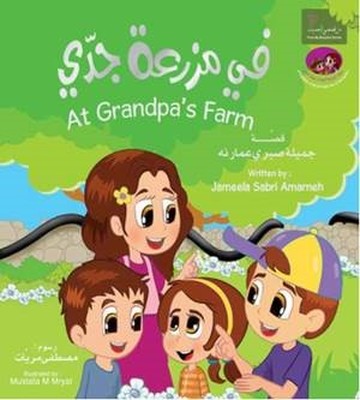 في مزرعة جدّي
At Grandpa's Farm
قصّة
جميلة صبري عمارنه
Written by :
Jameela Sabri Amarneh
رسوم :
مصطفى مريات
Illustrated by :
Mustafa M Mryat